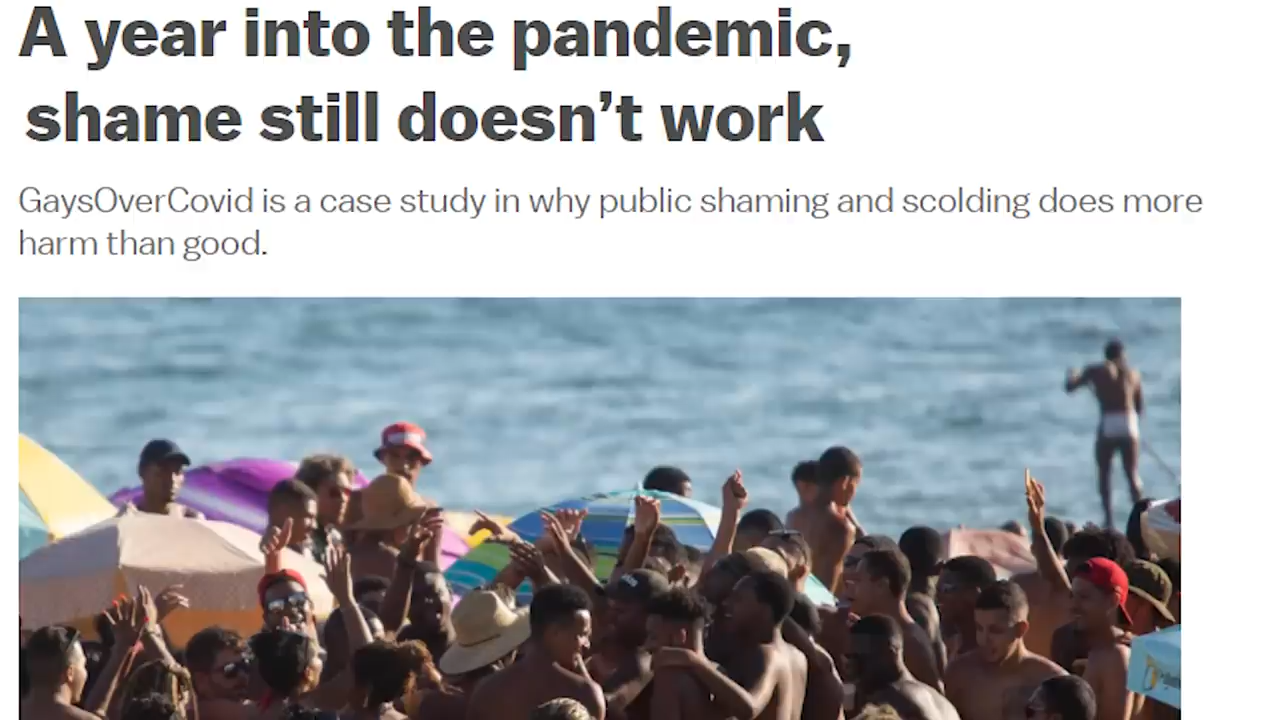 A year into the pandemic,
shame still doesn’t work
GaysOverCovid is a case study in why public shaming and scolding does more
harm than good.